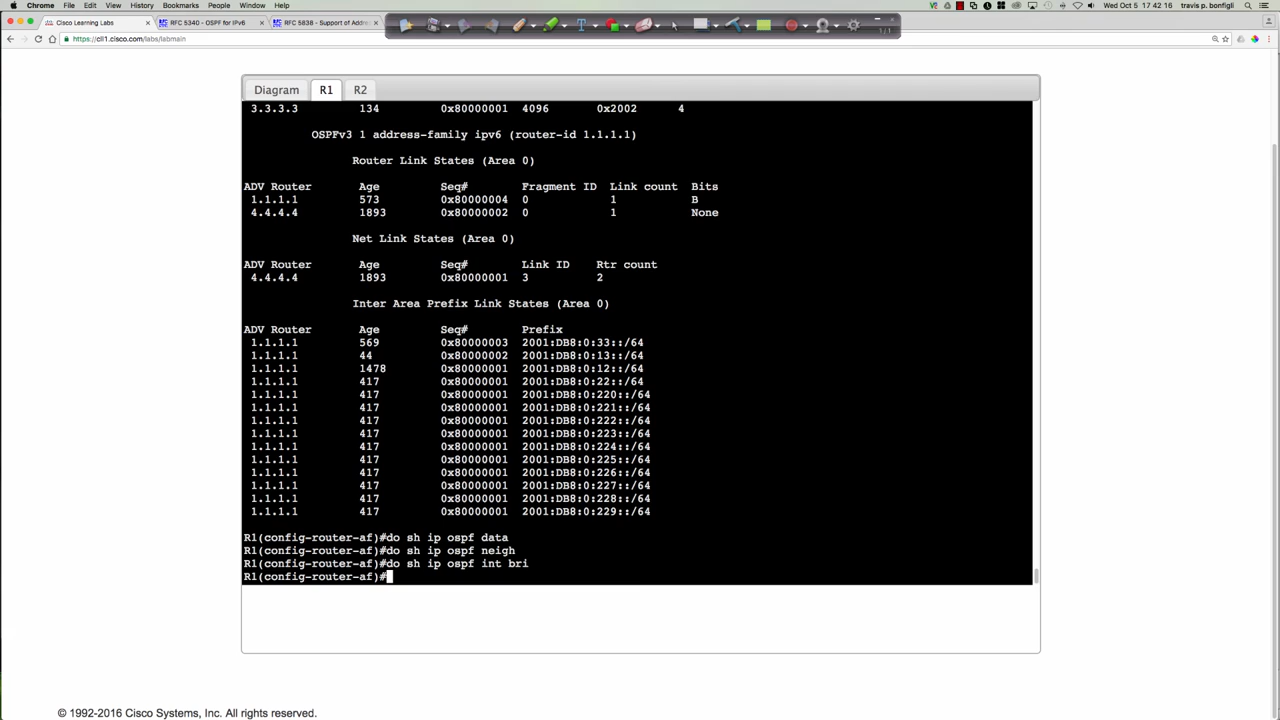 Chrome File Edit View History Bookmarks People Window Help
Wed Oct 5 17:42:16 travis p. bonfigli
Cisco Learning Labs × RFC 5340 - OSPF for IPv6 × RFC 5838 - Support of Addre ×
https://cll1.cisco.com/labs/labmain
Diagram R1 R2
3.3.3.3 134 0x80000001 4096 0x2002 4
OSPFv3 1 address-family ipv6 (router-id 1.1.1.1)
Router Link States (Area 0)
ADV Router Age Seq# Fragment ID Link count Bits
1.1.1.1 573 0x80000004 0 1 B
4.4.4.4 1893 0x80000002 0 1 None
Net Link States (Area 0)
ADV Router Age Seq# Link ID Rtr count
4.4.4.4 1893 0x80000001 3 2
Inter Area Prefix Link States (Area 0)
ADV Router Age Seq# Prefix
1.1.1.1 569 0x80000003 2001:DB8:0:33::/64
1.1.1.1 44 0x80000002 2001:DB8:0:13::/64
1.1.1.1 1478 0x80000001 2001:DB8:0:12::/64
1.1.1.1 417 0x80000001 2001:DB8:0:22::/64
1.1.1.1 417 0x80000001 2001:DB8:0:220::/64
1.1.1.1 417 0x80000001 2001:DB8:0:221::/64
1.1.1.1 417 0x80000001 2001:DB8:0:222::/64
1.1.1.1 417 0x80000001 2001:DB8:0:223::/64
1.1.1.1 417 0x80000001 2001:DB8:0:224::/64
1.1.1.1 417 0x80000001 2001:DB8:0:225::/64
1.1.1.1 417 0x80000001 2001:DB8:0:226::/64
1.1.1.1 417 0x80000001 2001:DB8:0:227::/64
1.1.1.1 417 0x80000001 2001:DB8:0:228::/64
1.1.1.1 417 0x80000001 2001:DB8:0:229::/64
R1(config-router-af)#do sh ip ospf data
R1(config-router-af)#do sh ip ospf neigh
R1(config-router-af)#do sh ip ospf int bri
R1(config-router-af)#
© 1992-2016 Cisco Systems, Inc. All rights reserved.